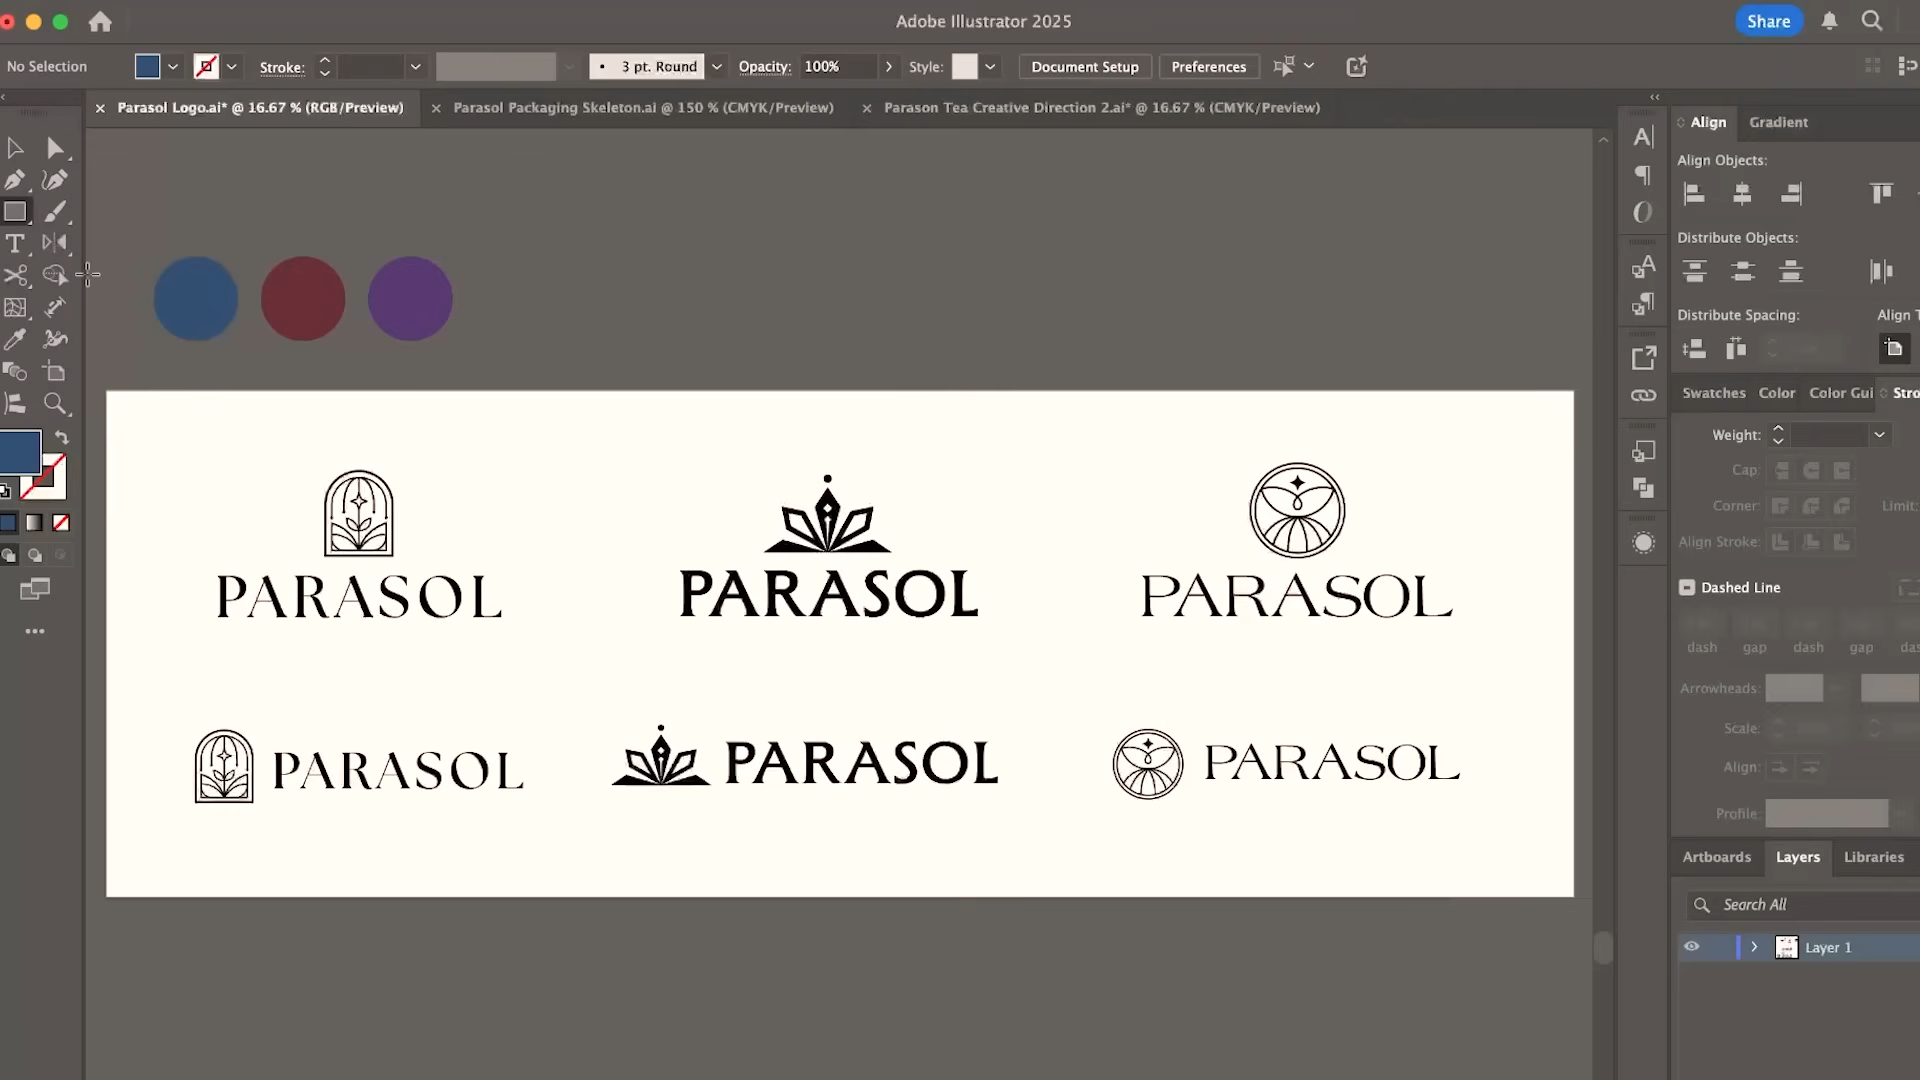 Adobe Illustrator 2025
Share
No Selection
Stroke:
3 pt. Round
Opacity: 100%
Style:
Document Setup
Preferences
Parasol Logo.ai* @ 16.67 % (RGB/Preview)
Parasol Packaging Skeleton.ai @ 150 % (CMYK/Preview)
Parason Tea Creative Direction 2.ai* @ 16.67 % (CMYK/Preview)
Align
Gradient
Align Objects:
Distribute Objects:
Distribute Spacing:
Align T
Swatches
Color
Color Gui
Stro
Weight:
Cap:
Corner:
Limit:
Align Stroke:
Dashed Line
dash
gap
dash
gap
das
Arrowheads:
Scale:
Align:
Profile:
Artboards
Layers
Libraries
Search All
Layer 1
PARASOL
PARASOL
PARASOL
PARASOL
PARASOL
PARASOL